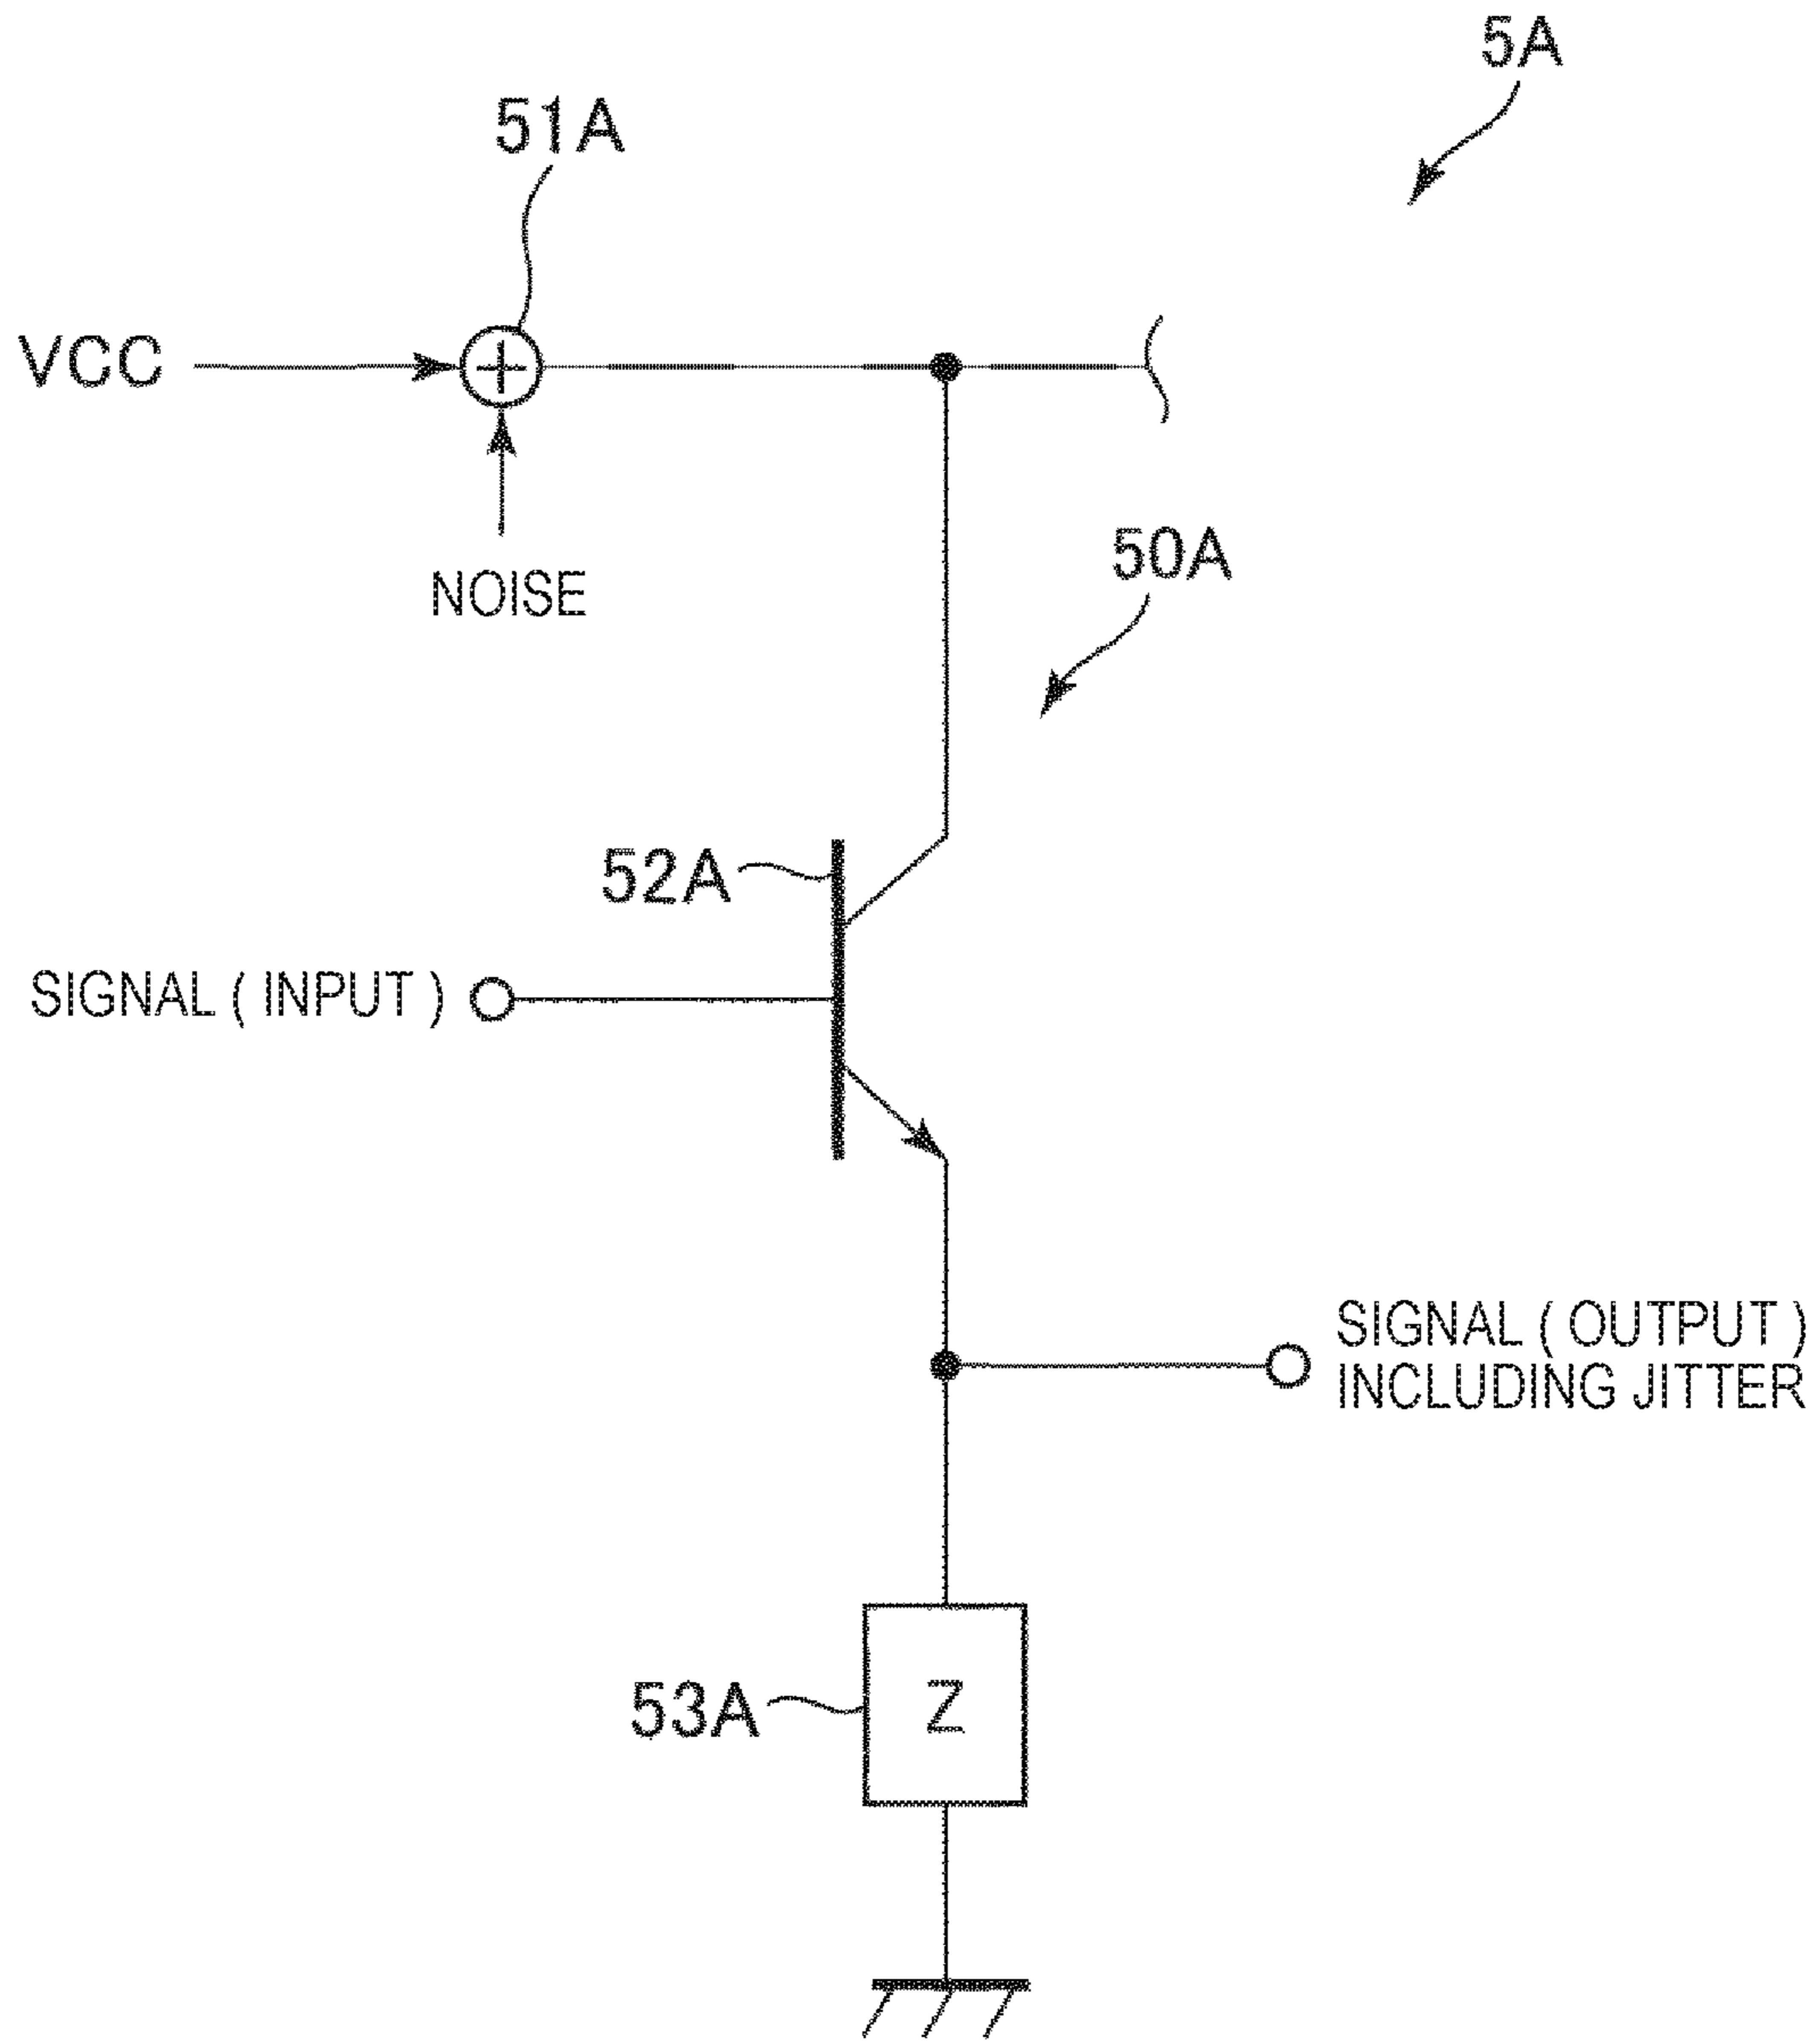 5A
51A
VCC
+
NOISE
50A
52A
SIGNAL ( INPUT )
SIGNAL ( OUTPUT )
INCLUDING JITTER
53A
Z